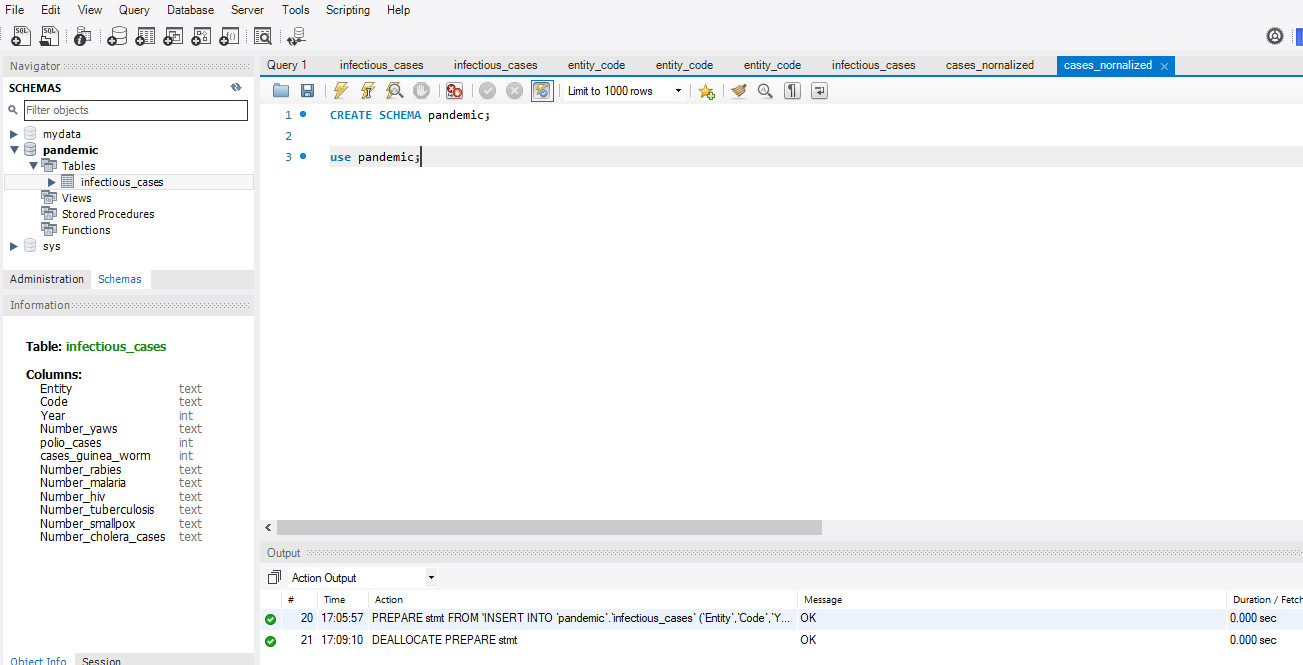 File Edit View Query Database Server Tools Scripting Help
Navigator
SCHEMAS
Filter objects
mydata
pandemic
Tables
infectious_cases
Views
Stored Procedures
Functions
sys
Administration Schemas
Information
Table: infectious_cases
Columns:
Entity text
Code text
Year int
Number_yaws text
polio_cases int
cases_guinea_worm int
Number_rabies text
Number_malaria text
Number_hiv text
Number_tuberculosis text
Number_smallpox text
Number_cholera_cases text
Object Info Session
Query 1 infectious_cases infectious_cases entity_code entity_code entity_code infectious_cases cases_nornalized cases_nornalized
Limit to 1000 rows
1 CREATE SCHEMA pandemic;
2
3 use pandemic;
Output
Action Output
# Time Action Message Duration / Fetch
20 17:05:57 PREPARE stmt FROM 'INSERT INTO `pandemic`.`infectious_cases` (`Entity`,`Code`,`Y... OK 0.000 sec
21 17:09:10 DEALLOCATE PREPARE stmt OK 0.000 sec